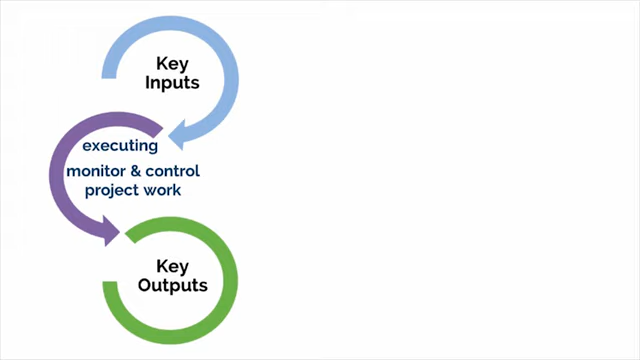 Key
Inputs
executing
monitor & control
project work
Key
Outputs